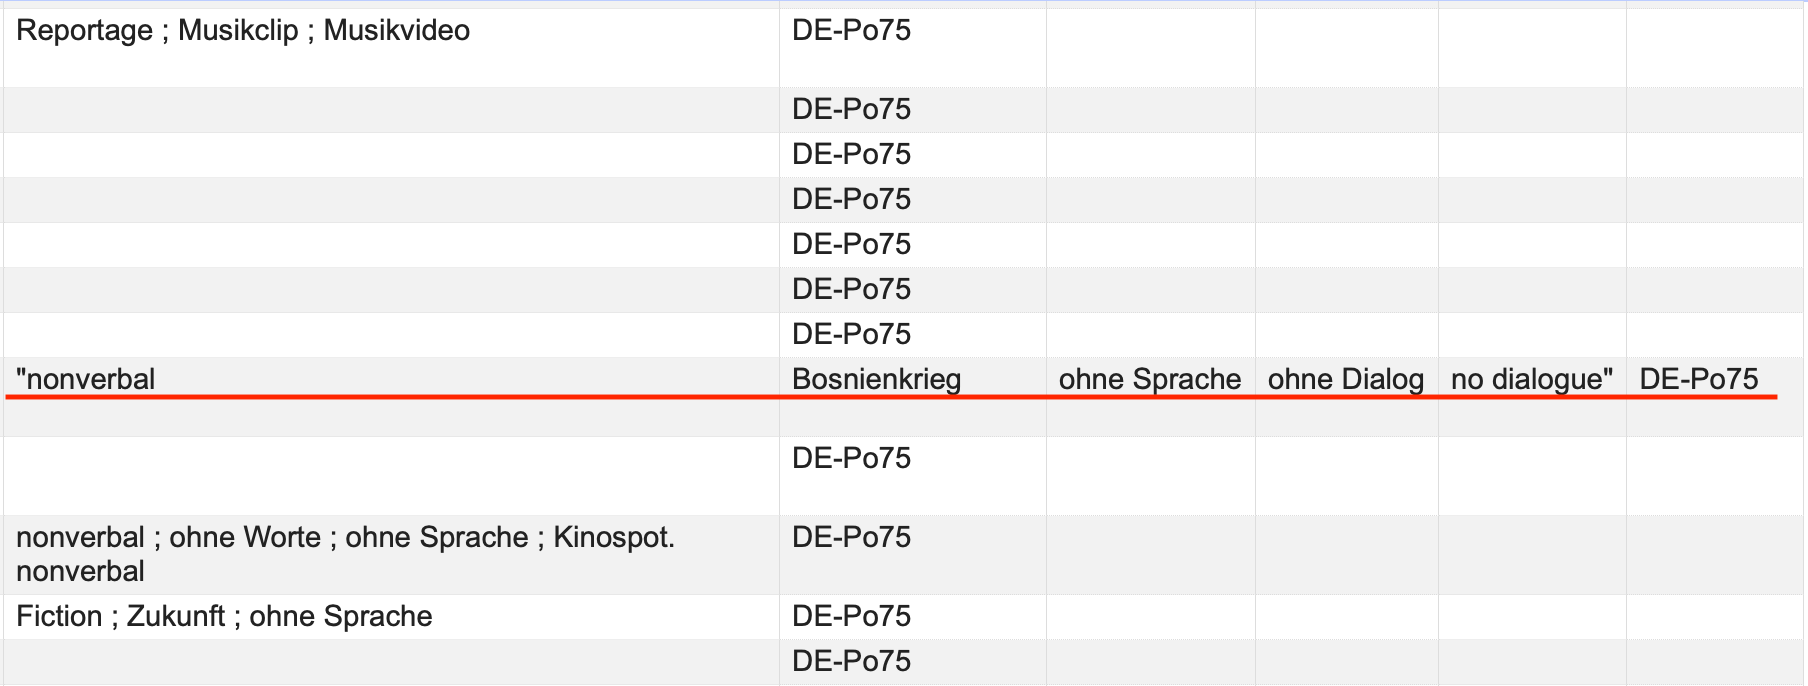 Reportage ; Musikclip ; Musikvideo DE-Po75
DE-Po75
DE-Po75
DE-Po75
DE-Po75
DE-Po75
DE-Po75
"nonverbal Bosnienkrieg ohne Sprache ohne Dialog no dialogue" DE-Po75
DE-Po75
nonverbal ; ohne Worte ; ohne Sprache ; Kinospot. DE-Po75
nonverbal
Fiction ; Zukunft ; ohne Sprache DE-Po75
DE-Po75